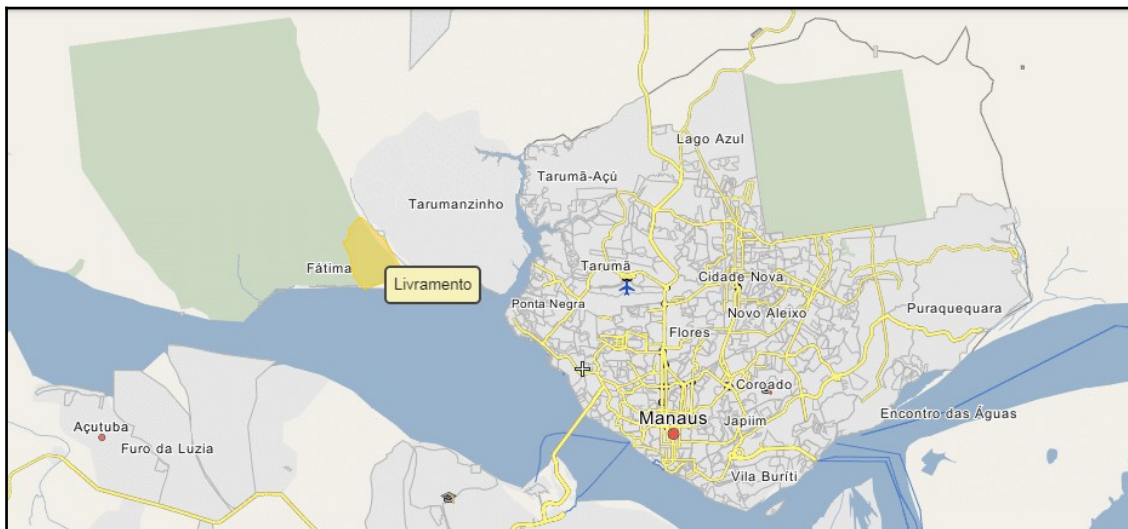 Lago Azul
Tarumã-Açú
Tarumanzinho
Fátima
Livramento
Tarumã
Cidade Nova
Ponta Negra
Novo Aleixo
Puraquequara
Flores
Coroado
Manaus
Japiim
Encontro das Águas
Açutuba
Furo da Luzia
Vila Buríti